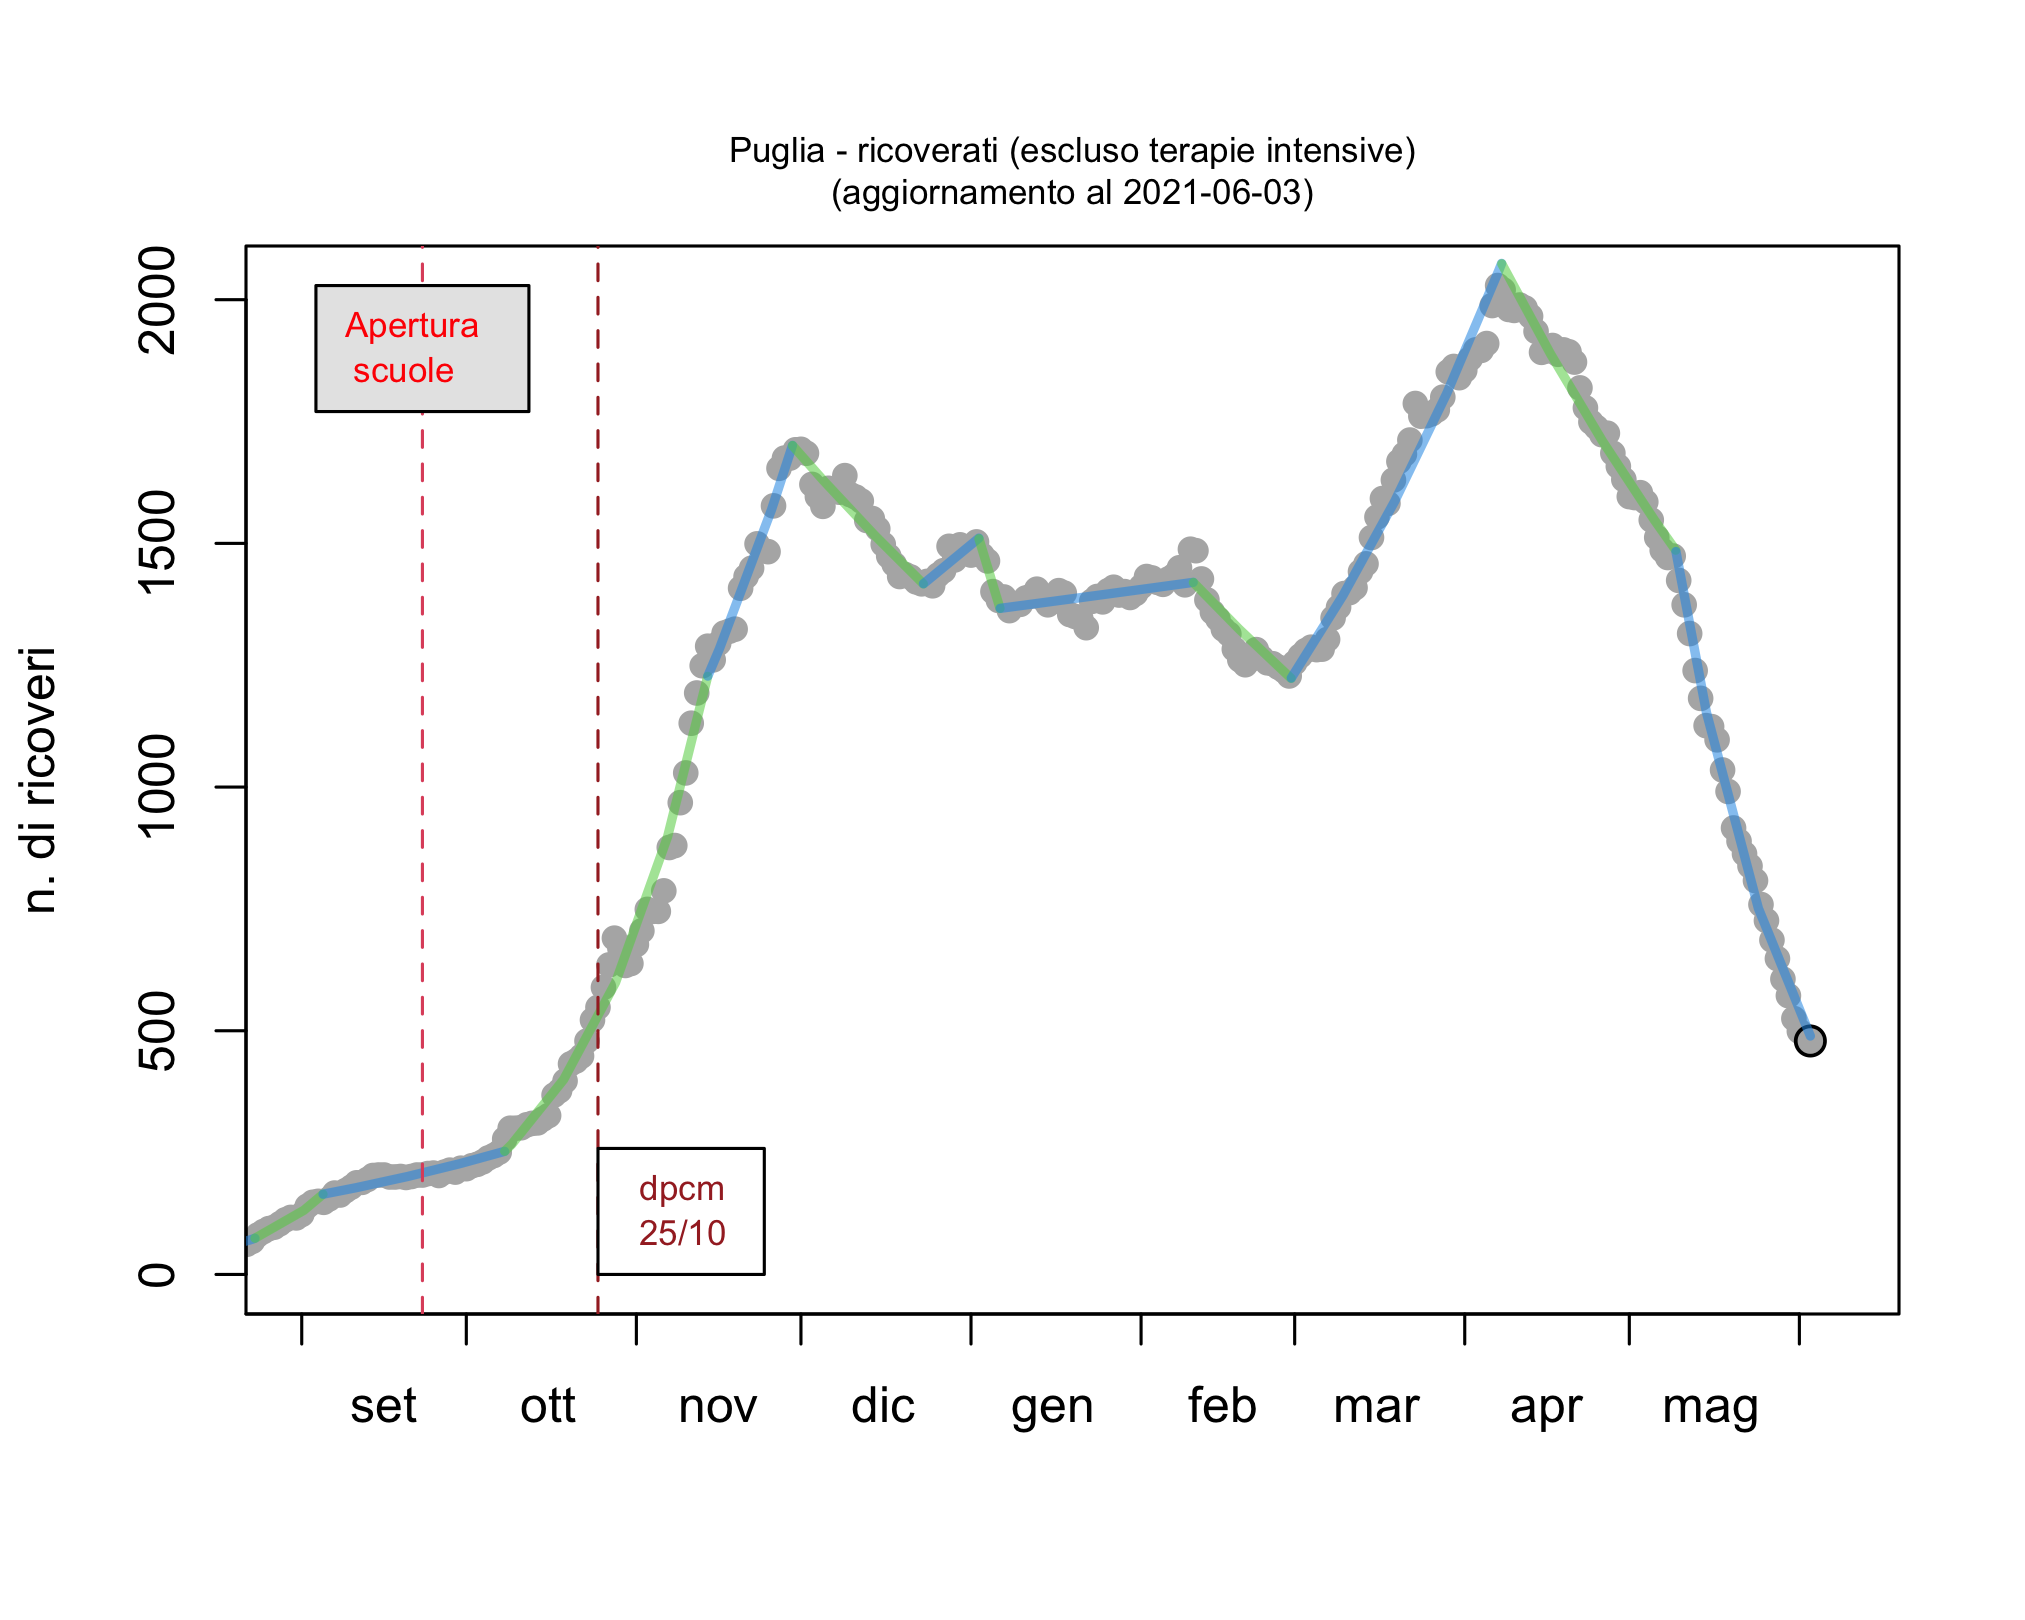 Puglia - ricoverati (escluso terapie intensive)
(aggiornamento al 2021-06-03)
n. di ricoveri
2000
1500
1000
500
0
Apertura
scuole
dpcm
25/10
set ott nov dic gen feb mar apr mag